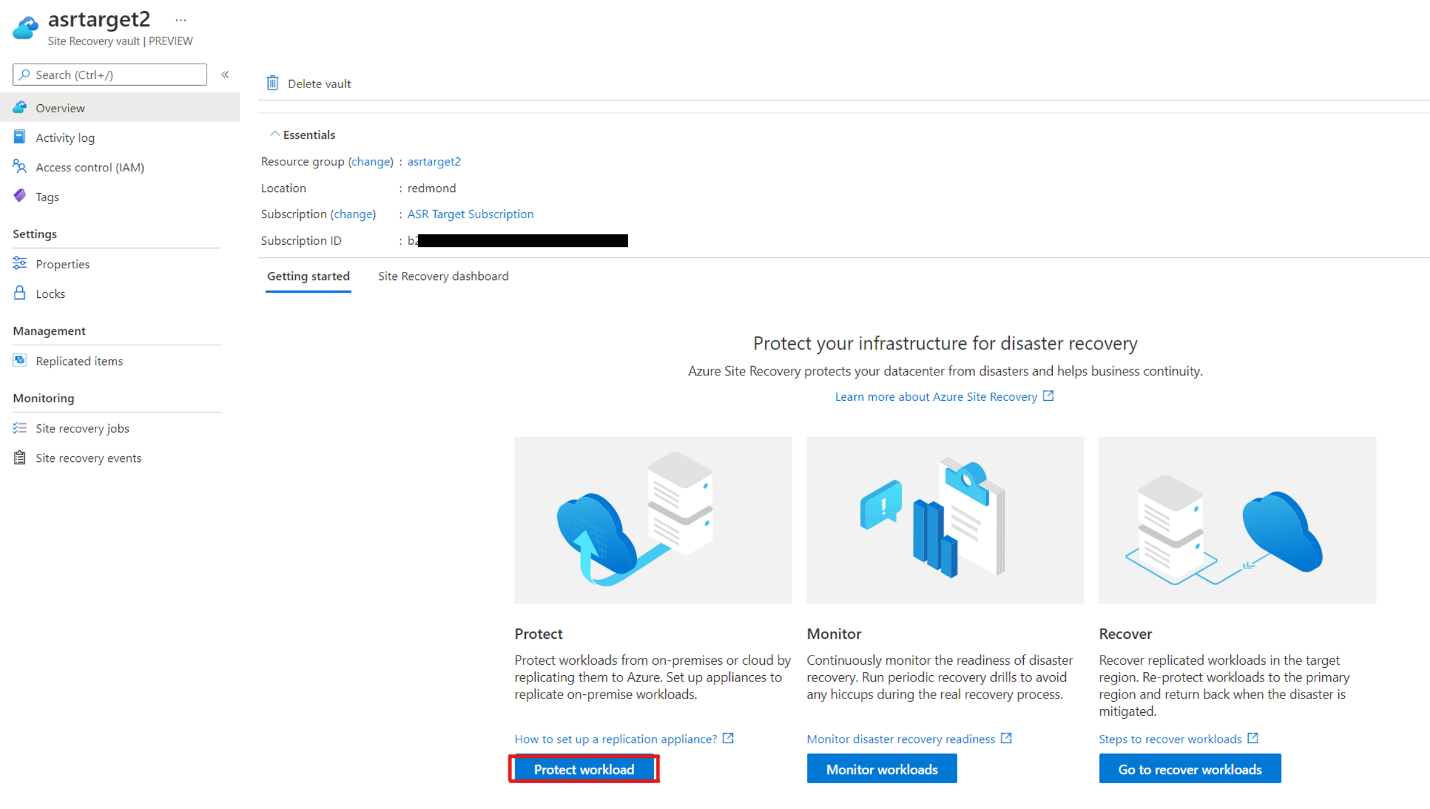 asrtarget2 ...
Site Recovery vault | PREVIEW
Search (Ctrl+/)
«
Overview
Activity log
Access control (IAM)
Tags
Settings
Properties
Locks
Management
Replicated items
Monitoring
Site recovery jobs
Site recovery events
Delete vault
Essentials
Resource group (change) : asrtarget2
Location : redmond
Subscription (change) : ASR Target Subscription
Subscription ID : b2
Getting started
Site Recovery dashboard
Protect your infrastructure for disaster recovery
Azure Site Recovery protects your datacenter from disasters and helps business continuity.
Learn more about Azure Site Recovery
Protect
Protect workloads from on-premises or cloud by
replicating them to Azure. Set up appliances to
replicate on-premise workloads.
How to set up a replication appliance?
Protect workload
Monitor
Continuously monitor the readiness of disaster
recovery. Run periodic recovery drills to avoid
any hiccups during the real recovery process.
Monitor disaster recovery readiness
Monitor workloads
Recover
Recover replicated workloads in the target
region. Re-protect workloads to the primary
region and return back when the disaster is
mitigated.
Steps to recover workloads
Go to recover workloads